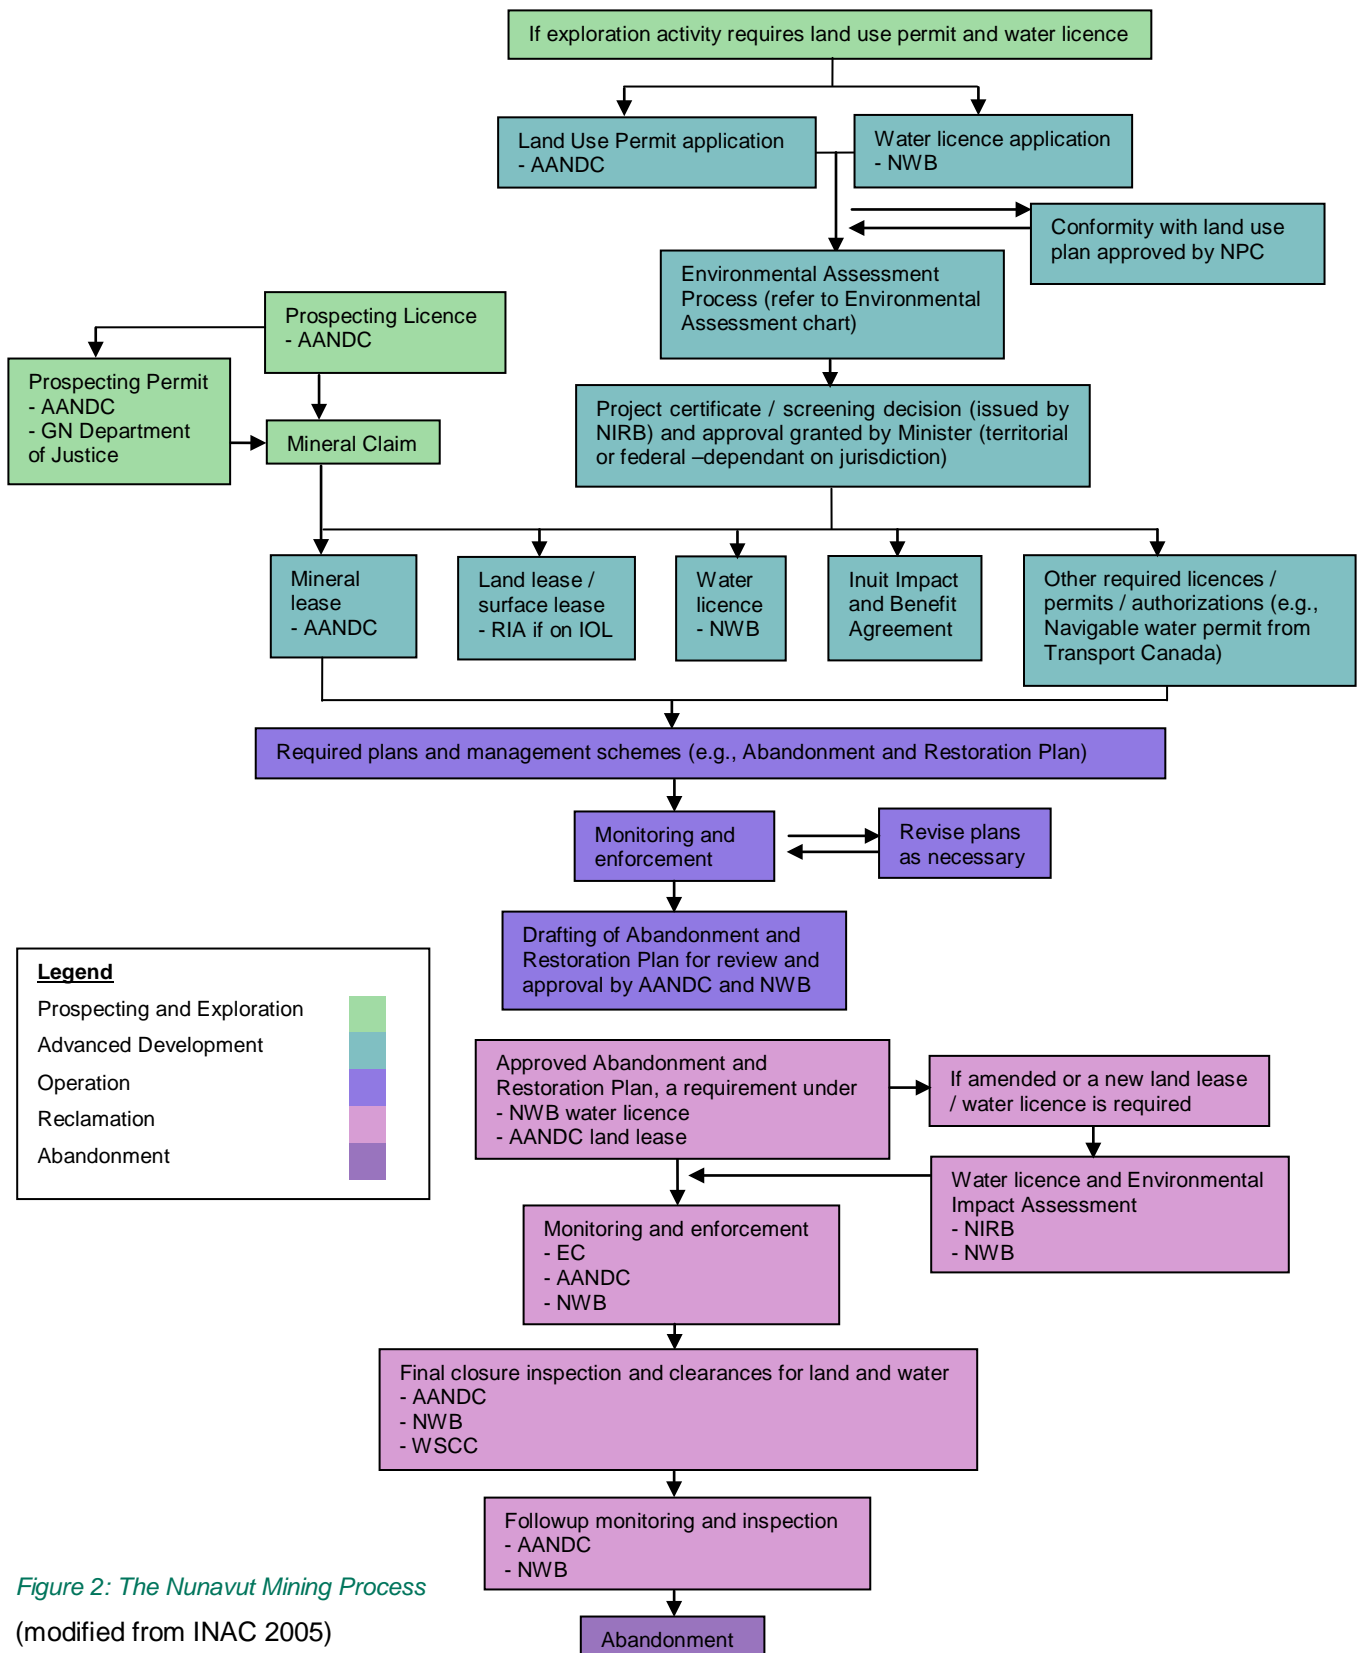 If exploration activity requires land use permit and water licence
Land Use Permit application
- AANDC
Water licence application
- NWB
Conformity with land use
plan approved by NPC
Environmental Assessment
Process (refer to Environmental
Assessment chart)
Prospecting Licence
- AANDC
Prospecting Permit
- AANDC
- GN Department
of Justice
Mineral Claim
Project certificate / screening decision (issued by
NIRB) and approval granted by Minister (territorial
or federal –dependant on jurisdiction)
Mineral
lease
- AANDC
Land lease /
surface lease
- RIA if on IOL
Water
licence
- NWB
Inuit Impact
and Benefit
Agreement
Other required licences /
permits / authorizations (e.g.,
Navigable water permit from
Transport Canada)
Required plans and management schemes (e.g., Abandonment and Restoration Plan)
Monitoring and
enforcement
Revise plans
as necessary
Drafting of Abandonment and
Restoration Plan for review and
approval by AANDC and NWB
Legend
Prospecting and Exploration
Advanced Development
Operation
Reclamation
Abandonment
Approved Abandonment and
Restoration Plan, a requirement under
- NWB water licence
- AANDC land lease
If amended or a new land lease
/ water licence is required
Water licence and Environmental
Impact Assessment
- NIRB
- NWB
Monitoring and enforcement
- EC
- AANDC
- NWB
Final closure inspection and clearances for land and water
- AANDC
- NWB
- WSCC
Followup monitoring and inspection
- AANDC
- NWB
Abandonment
Figure 2: The Nunavut Mining Process
(modified from INAC 2005)